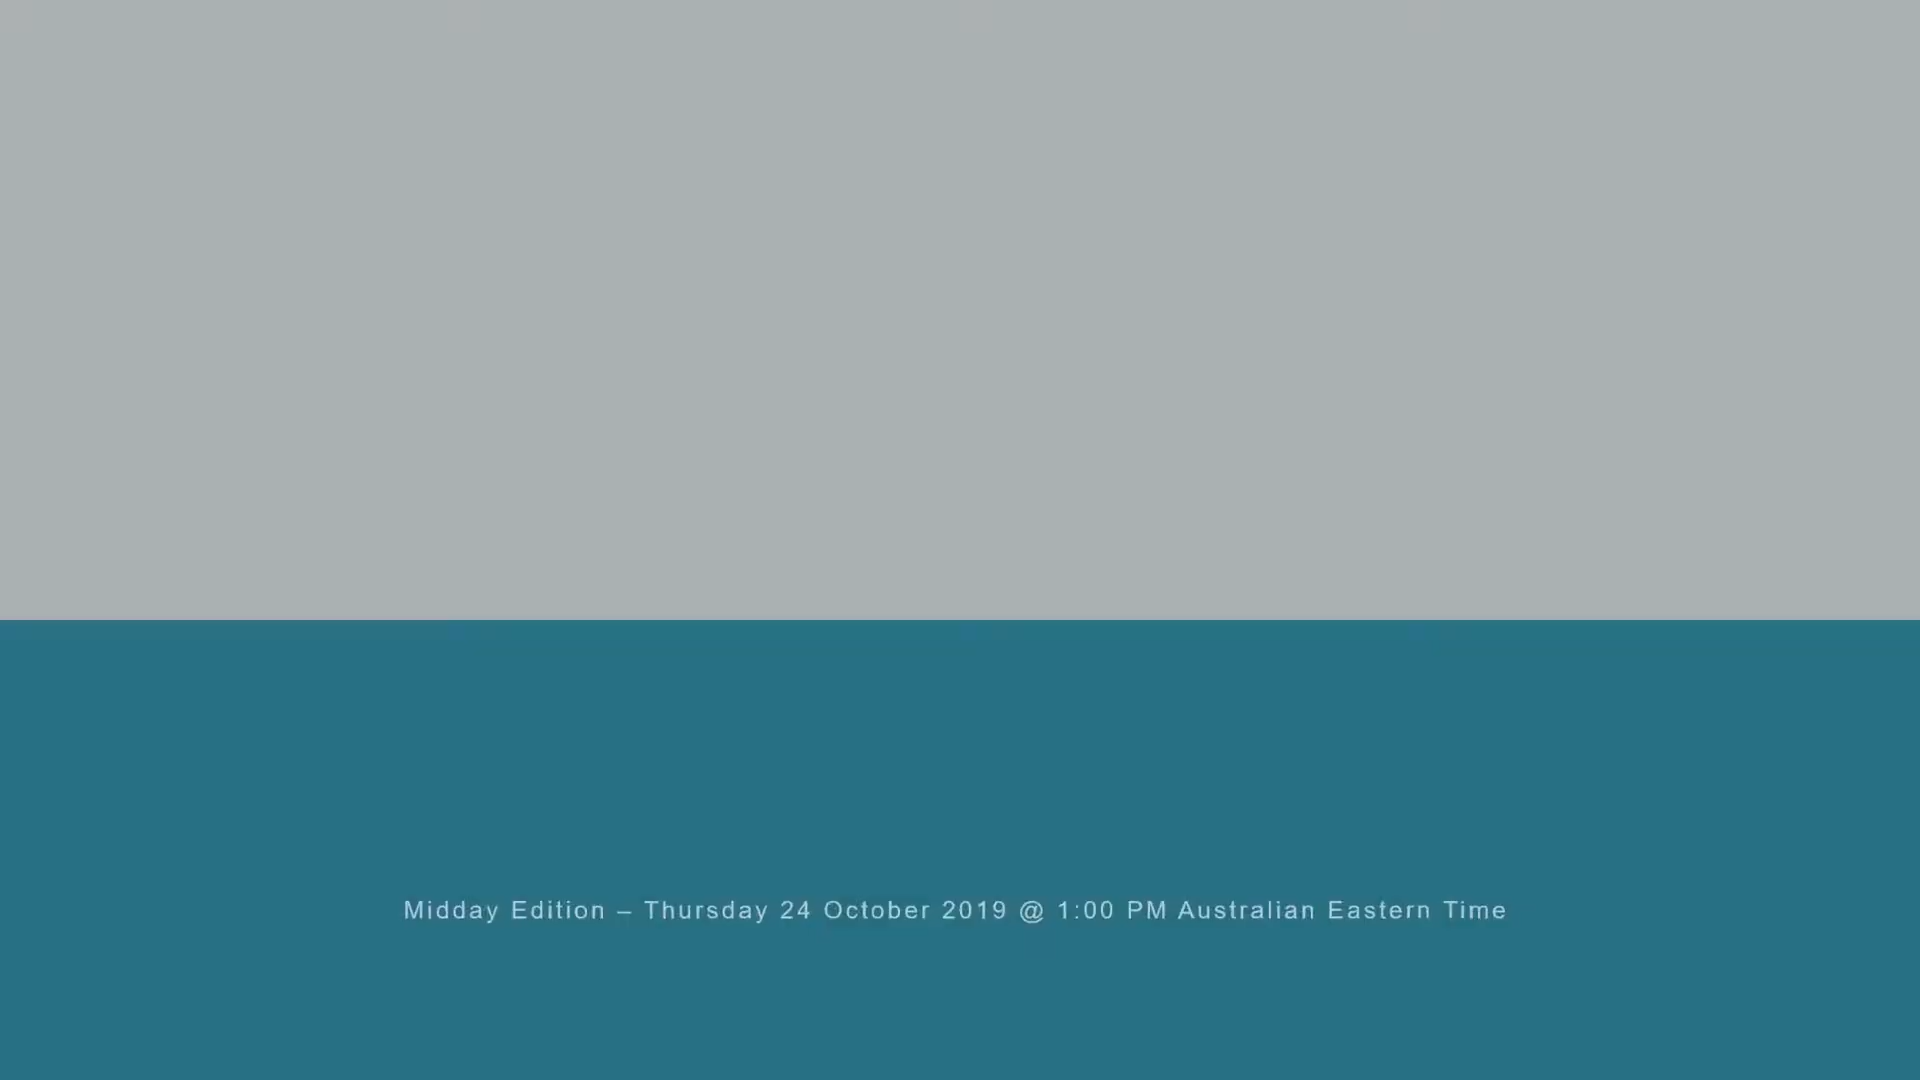 Midday Edition – Thursday 24 October 2019 @ 1:00 PM Australian Eastern Time